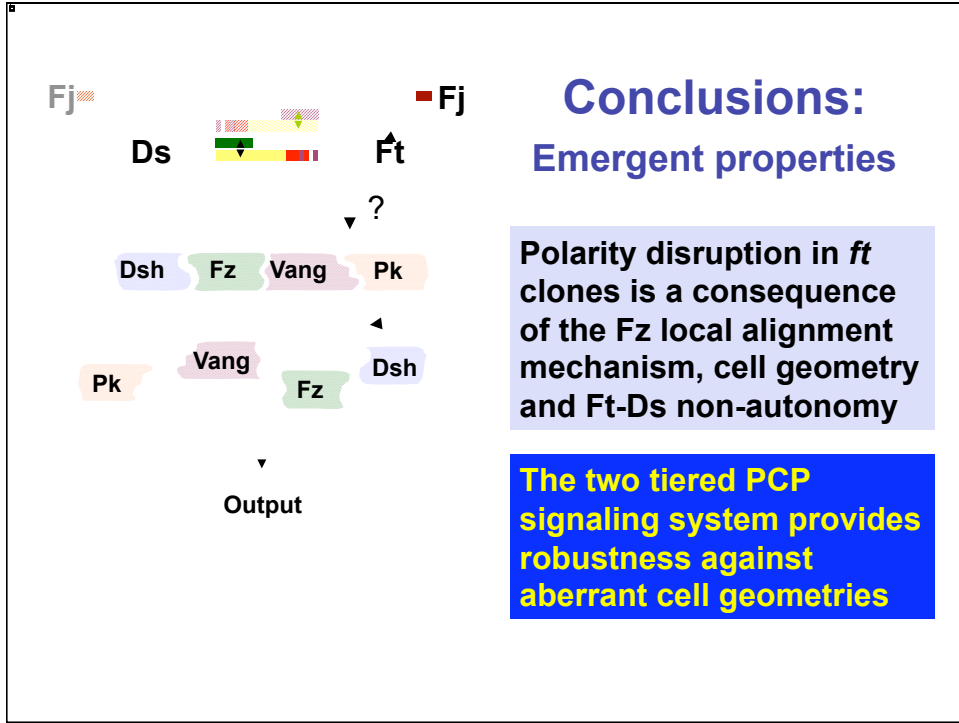 Fj
Fj
Ds
Ft
?
Dsh Fz Vang Pk
Pk Vang Fz Dsh
Output
Conclusions:
Emergent properties
Polarity disruption in ft
clones is a consequence
of the Fz local alignment
mechanism, cell geometry
and Ft-Ds non-autonomy
The two tiered PCP
signaling system provides
robustness against
aberrant cell geometries